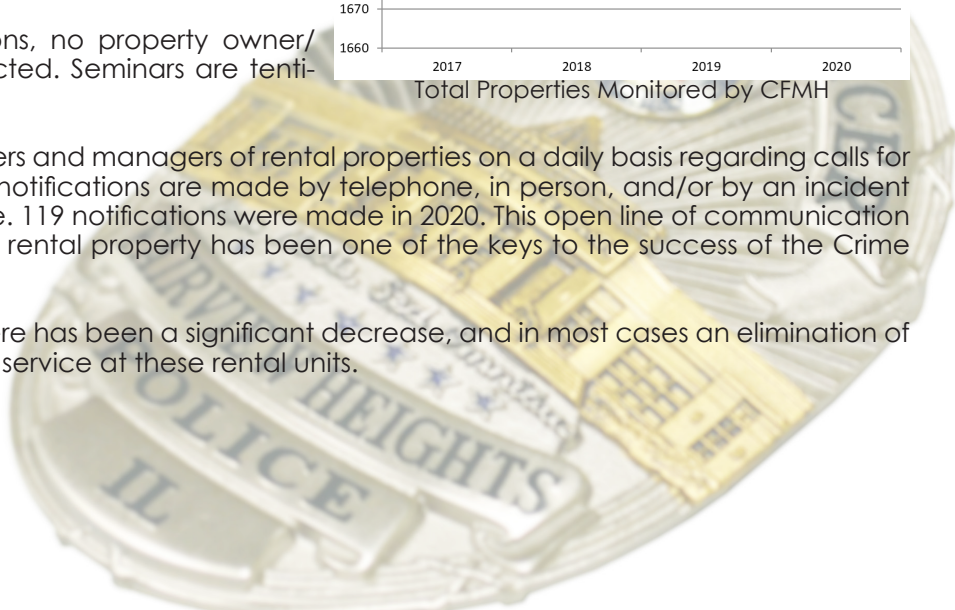 1670
ons, no property owner/
1660
cted. Seminars are tenti-
2017 2018 2019 2020
Total Properties Monitored by CFMH
ers and managers of rental properties on a daily basis regarding calls for
notifications are made by telephone, in person, and/or by an incident
e. 119 notifications were made in 2020. This open line of communication
rental property has been one of the keys to the success of the Crime
ere has been a significant decrease, and in most cases an elimination of
service at these rental units.
HEIGHTS
POLICE
IL